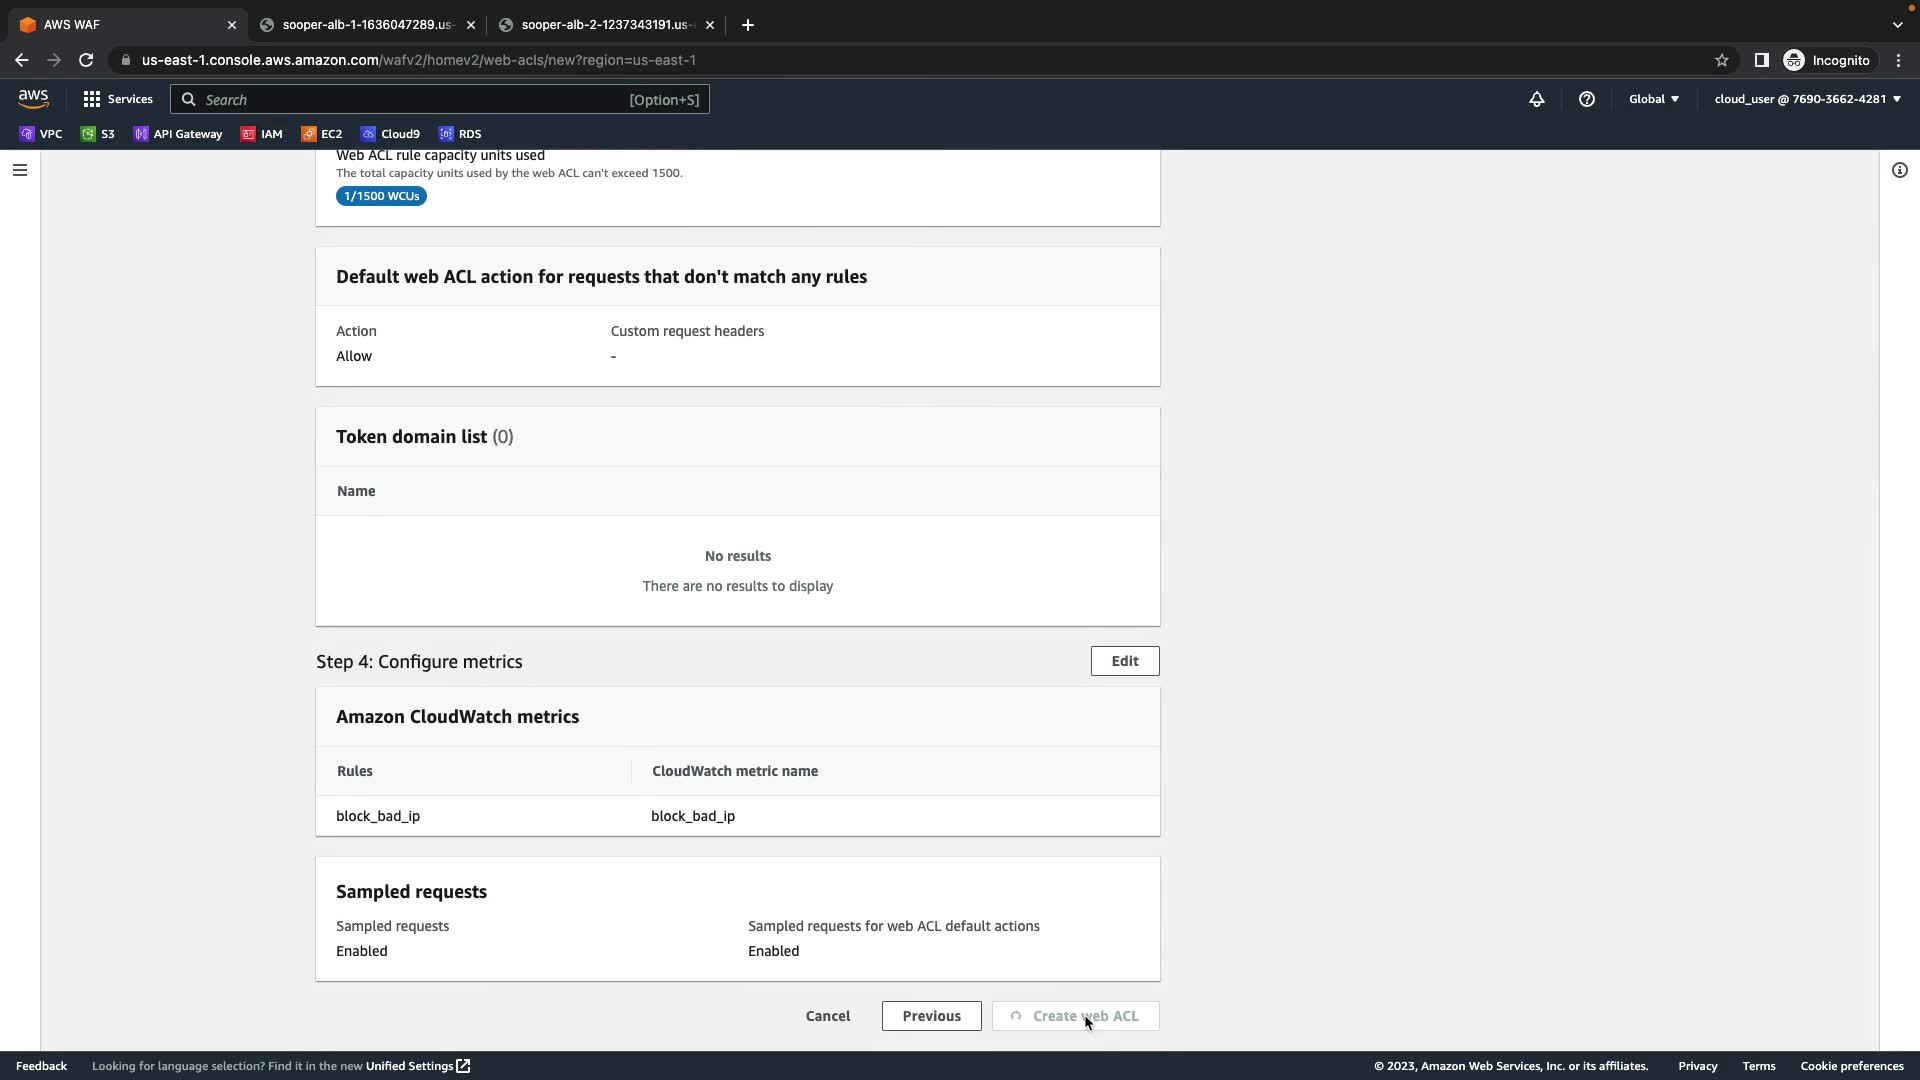 AWS WAF
sooper-alb-1-1636047289.us-
sooper-alb-2-1237343191.us-
us-east-1.console.aws.amazon.com/wafv2/homev2/web-acls/new?region=us-east-1
Incognito
aws
Services
Search
[Option+S]
Global
cloud_user @ 7690-3662-4281
VPC
S3
API Gateway
IAM
EC2
Cloud9
RDS
Web ACL rule capacity units used
The total capacity units used by the web ACL can't exceed 1500.
1/1500 WCUs
Default web ACL action for requests that don't match any rules
Action
Custom request headers
Allow
-
Token domain list (0)
Name
No results
There are no results to display
Step 4: Configure metrics
Edit
Amazon CloudWatch metrics
Rules
CloudWatch metric name
block_bad_ip
block_bad_ip
Sampled requests
Sampled requests
Sampled requests for web ACL default actions
Enabled
Enabled
Cancel
Previous
Create web ACL
Feedback
Looking for language selection? Find it in the new Unified Settings
© 2023, Amazon Web Services, Inc. or its affiliates.
Privacy
Terms
Cookie preferences